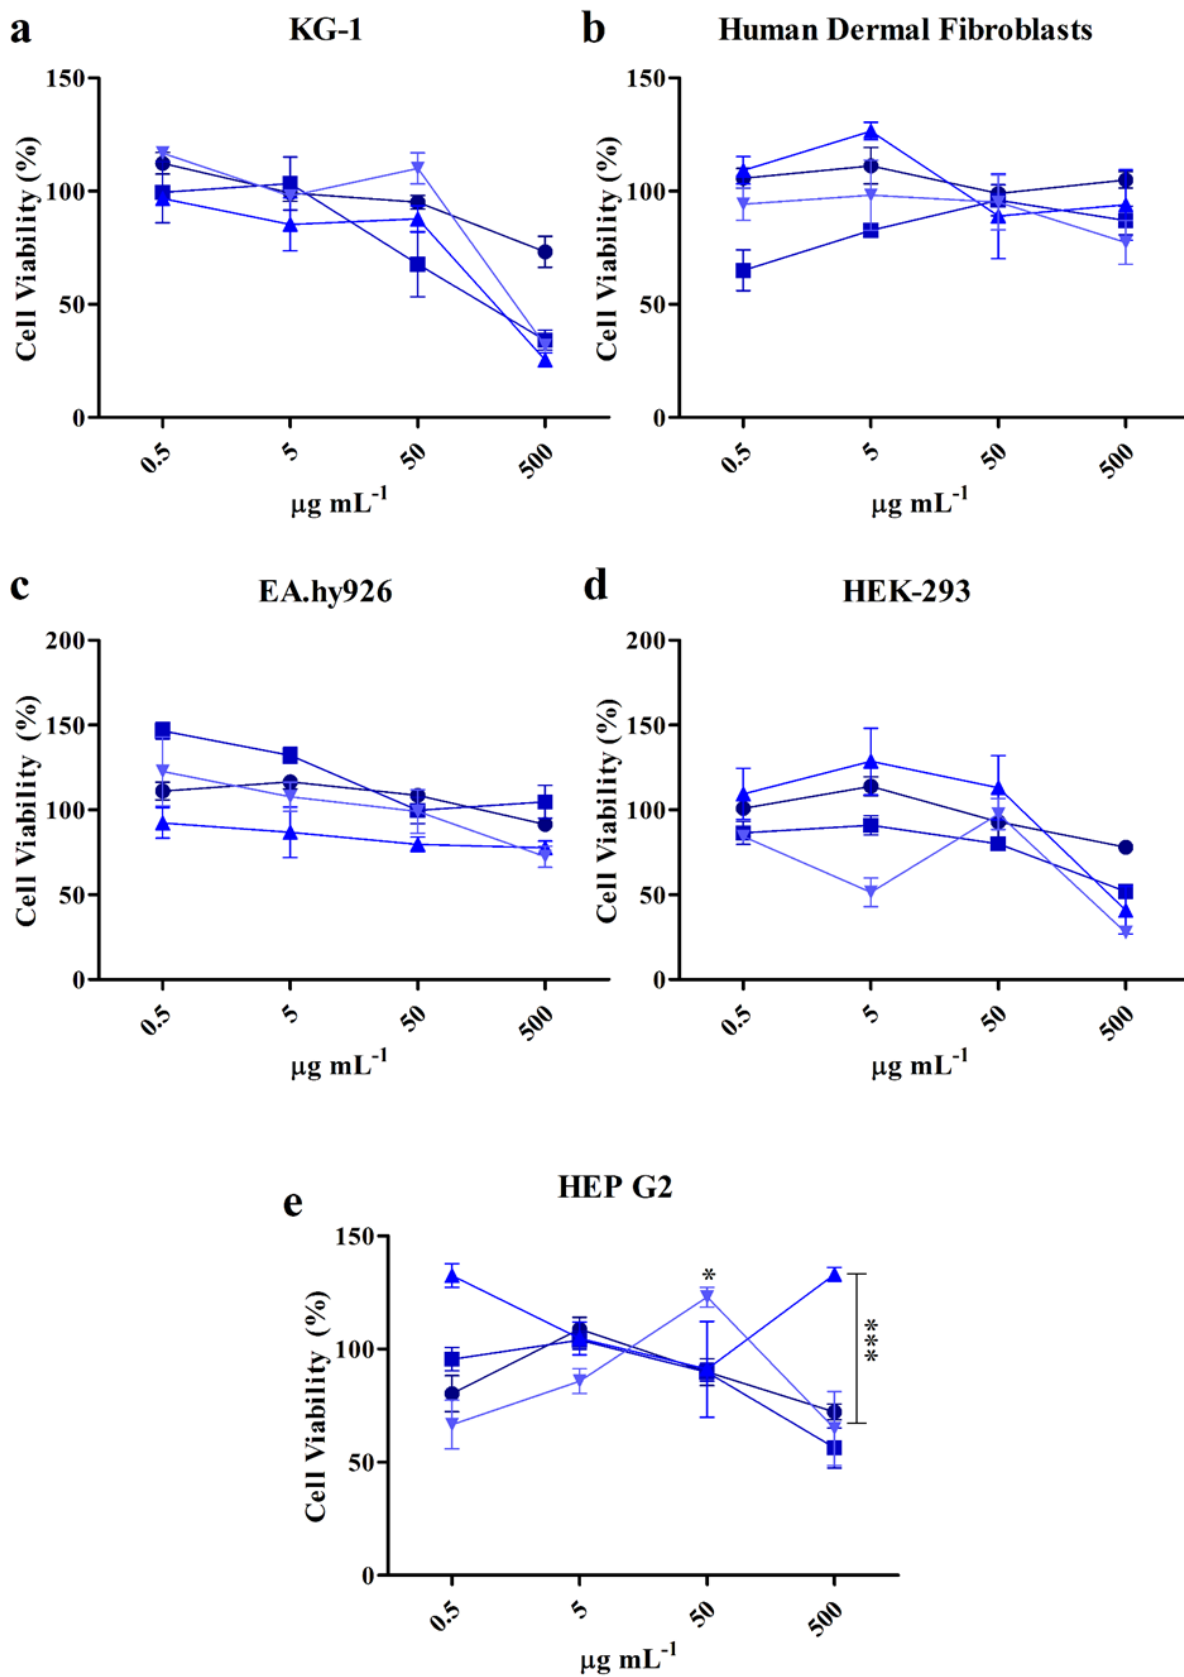 a KG-1
150
100
50
0
Cell Viability (%)
0.5 5 50 500
μg mL⁻¹
b Human Dermal Fibroblasts
150
100
50
0
Cell Viability (%)
0.5 5 50 500
μg mL⁻¹
c EA.hy926
200
150
100
50
0
Cell Viability (%)
0.5 5 50 500
μg mL⁻¹
d HEK-293
200
150
100
50
0
Cell Viability (%)
0.5 5 50 500
μg mL⁻¹
e HEP G2
150
100
50
0
Cell Viability (%)
*
***
0.5 5 50 500
μg mL⁻¹